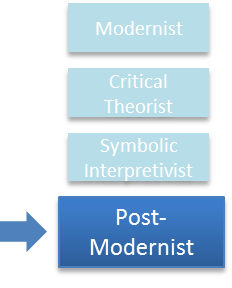 Modernist
Critical
Theorist
Symbolic
Interpretivist
Post-
Modernist